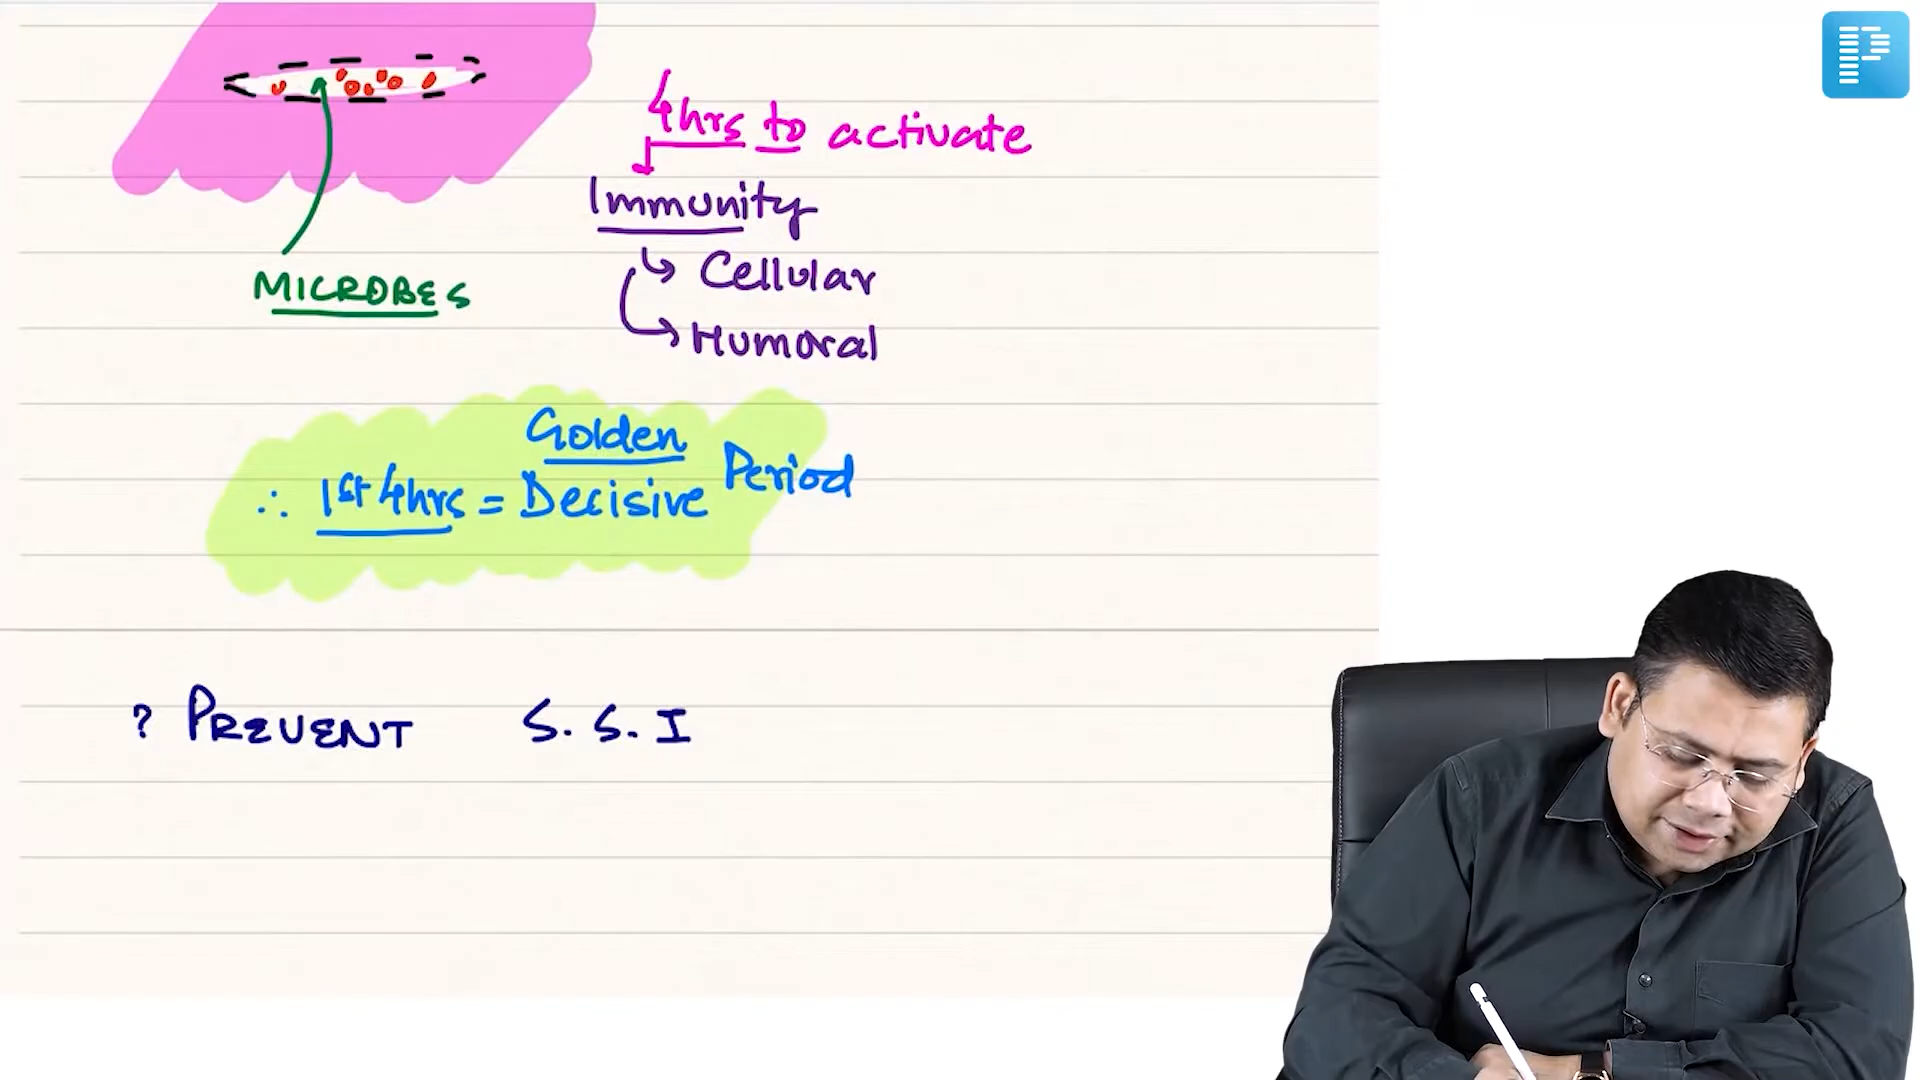 4hrs to activate
Immunity
Cellular
Humoral
MICROBES
Golden
∴ 1st 4hrs = Decisive Period
? PREVENT S. S. I